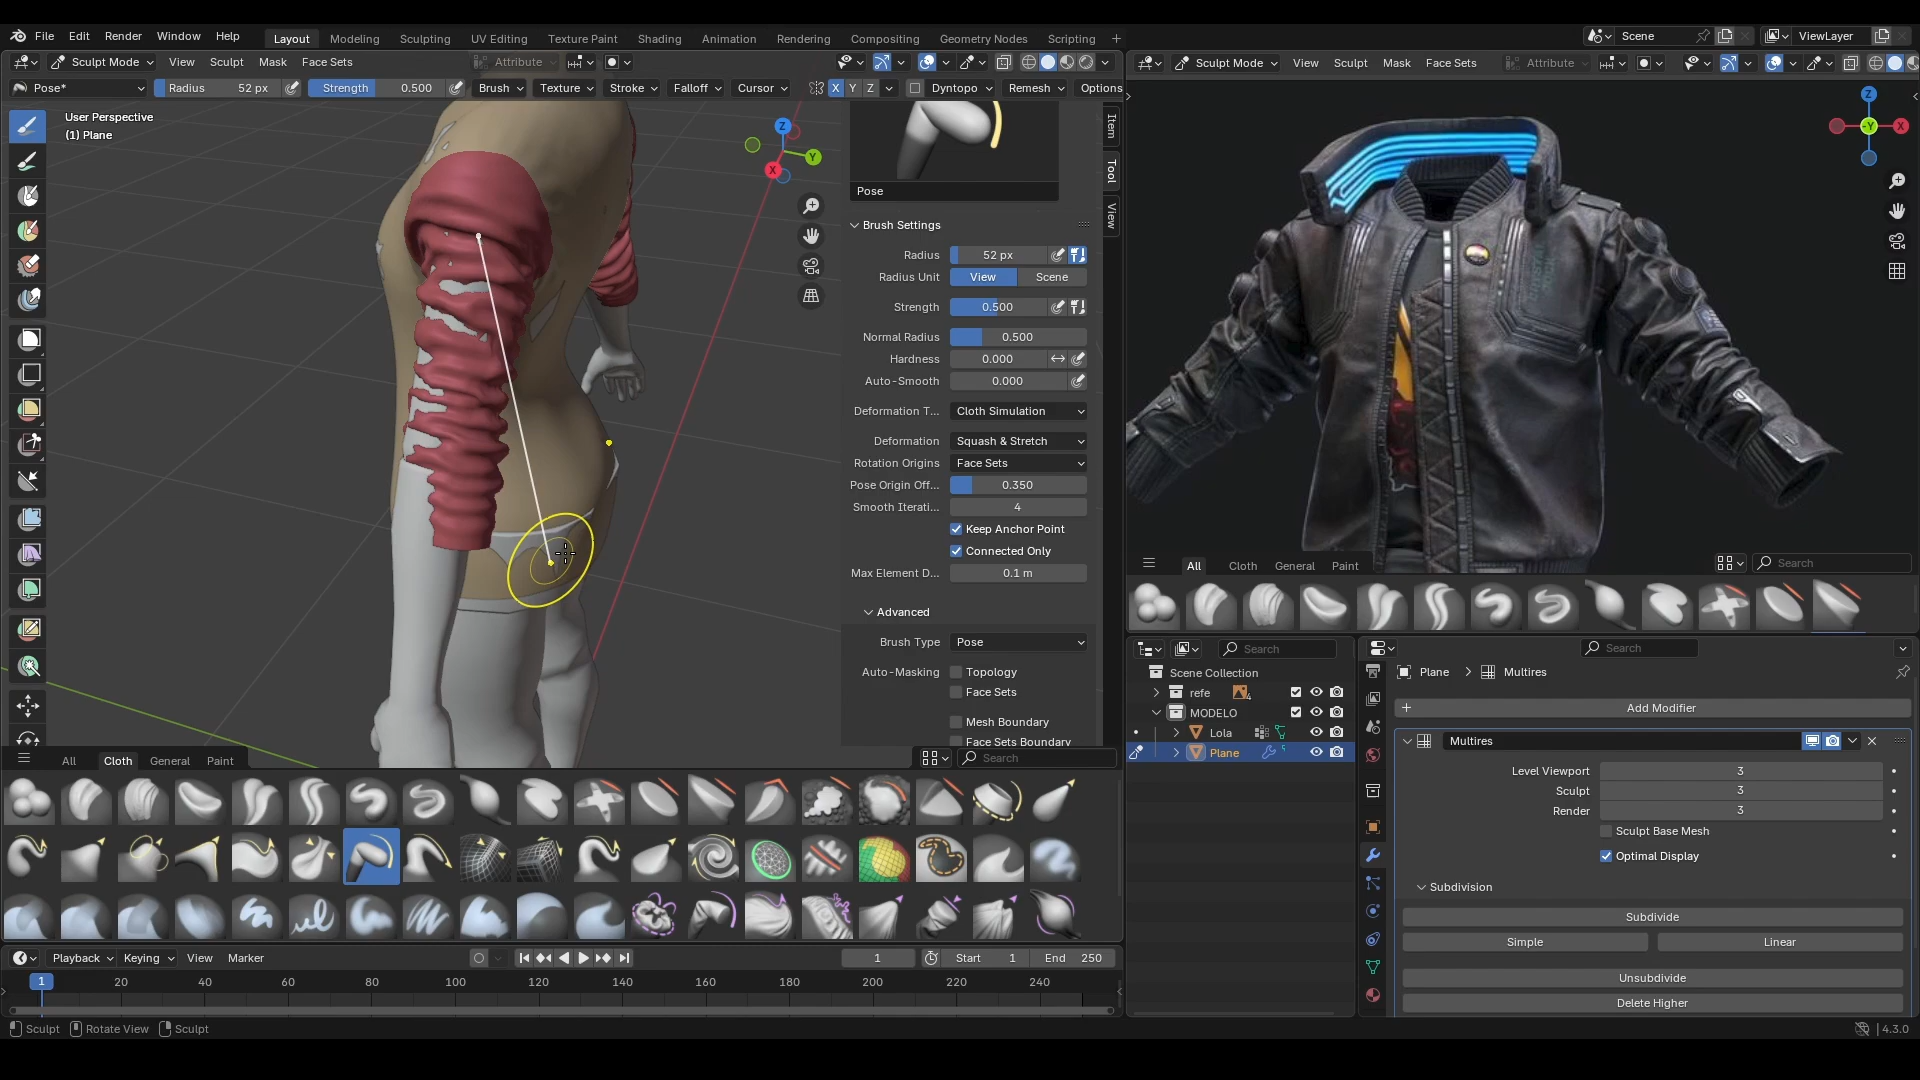 File Edit Render Window Help Layout Modeling Sculpting UV Editing Texture Paint Shading Animation Rendering Compositing Geometry Nodes Scripting + Scene ViewLayer
Sculpt Mode View Sculpt Mask Face Sets Attribute
Pose* Radius 52 px Strength 0.500 Brush Texture Stroke Falloff Cursor X Y Z Dyntopo Remesh Options
User Perspective
(1) Plane
Z
Y
X
Item
Tool
View
Pose
Brush Settings
Radius 52 px
Radius Unit View Scene
Strength 0.500
Normal Radius 0.500
Hardness 0.000
Auto-Smooth 0.000
Deformation T... Cloth Simulation
Deformation Squash & Stretch
Rotation Origins Face Sets
Pose Origin Off... 0.350
Smooth Iterati... 4
Keep Anchor Point
Connected Only
Max Element D... 0.1 m
Advanced
Brush Type Pose
Auto-Masking Topology
Face Sets
Mesh Boundary
Face Sets Boundary
All Cloth General Paint Search
Playback Keying View Marker 1 Start 1 End 250
1 20 40 60 80 100 120 140 160 180 200 220 240
Sculpt Rotate View Sculpt
Sculpt Mode View Sculpt Mask Face Sets Attribute
Z
-Y
X
All Cloth General Paint Search
Search
Scene Collection
refe 4
MODELO
Lola
Plane
Search
Plane > Multires
+ Add Modifier
Multires
Level Viewport 3
Sculpt 3
Render 3
Sculpt Base Mesh
Optimal Display
Subdivision
Subdivide
Simple Linear
Unsubdivide
Delete Higher
4.3.0